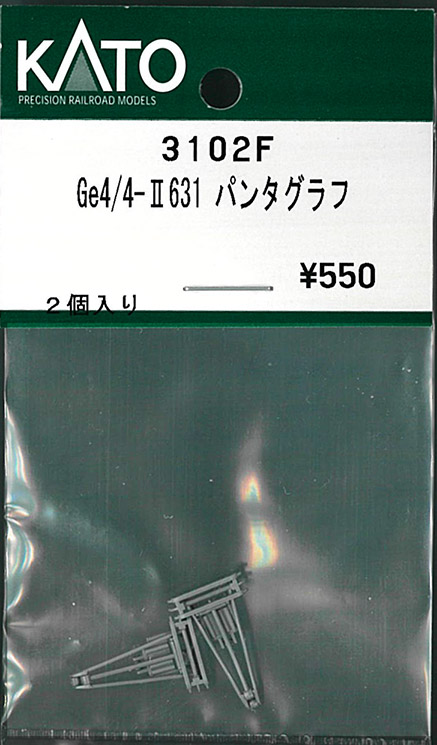 KATO
PRECISION RAILROAD MODELS
3102F
Ge4/4-Ⅱ631 パンタグラフ
¥550
2個入り